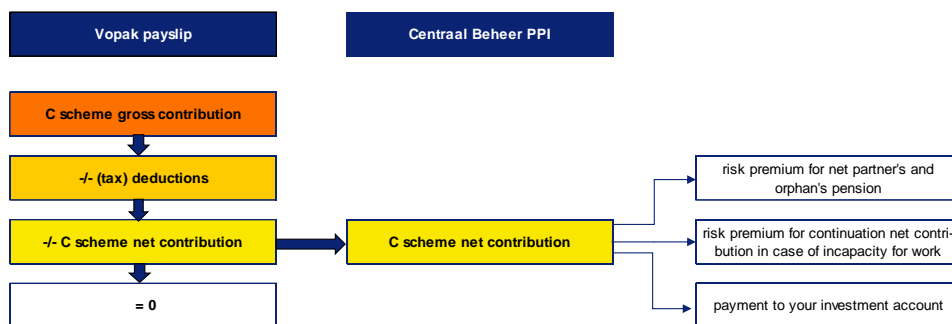 Vopak payslip
Centraal Beheer PPI
C scheme gross contribution
-/- (tax) deductions
-/- C scheme net contribution
= 0
C scheme net contribution
risk premium for net partner's and
orphan's pension
risk premium for continuation net contri-
bution in case of incapacity for work
payment to your investment account